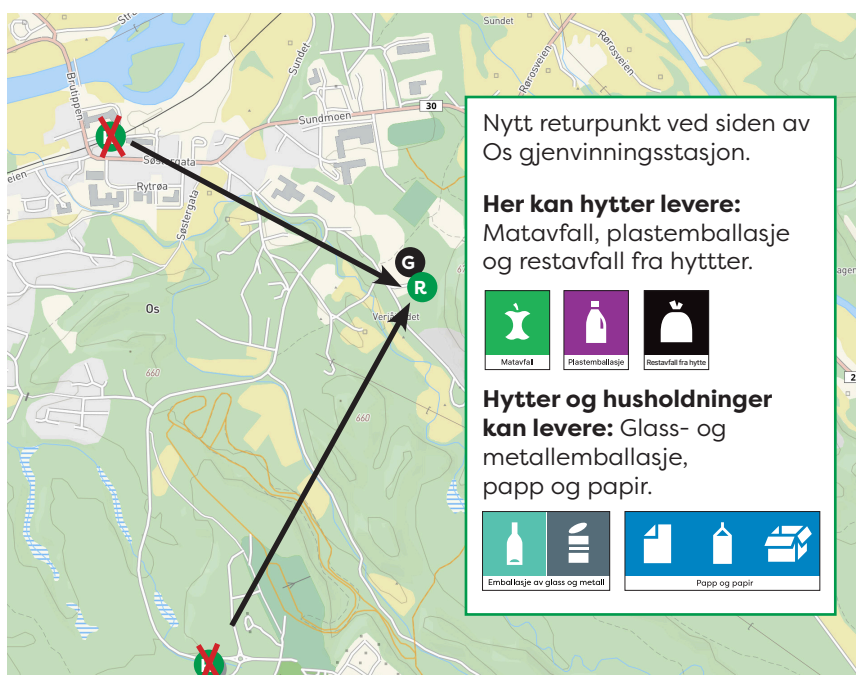 Sundet
Brutippen
Sundet
Rørosveien
30
Sundmoen
Søstergata
Rytrøa
Søstergata
G
R
Os
660
660
Nytt returpunkt ved siden av
Os gjenvinningsstasjon.
Her kan hytter levere:
Matavfall, plastemballasje
og restavfall fra hyttter.
Matavfall
Plastemballasje
Restavfall fra hytte
Hytter og husholdninger
kan levere: Glass- og
metallemballasje,
papp og papir.
Emballasje av glass og metall
Papp og papir